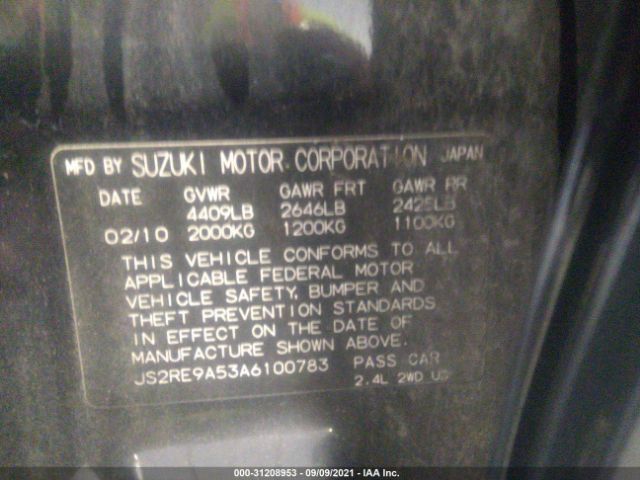 MFD BY SUZUKI MOTOR CORPORATION JAPAN
DATE GVWR GAWR FRT GAWR RR
4409LB 2646LB 2425LB
02/10 2000KG 1200KG 1100KG
THIS VEHICLE CONFORMS TO ALL
APPLICABLE FEDERAL MOTOR
VEHICLE SAFETY, BUMPER AND
THEFT PREVENTION STANDARDS
IN EFFECT ON THE DATE OF
MANUFACTURE SHOWN ABOVE.
JS2RE9A53A6100783 PASS CAR
2.4L 2WD US
000-31208953 - 09/09/2021 - IAA Inc.